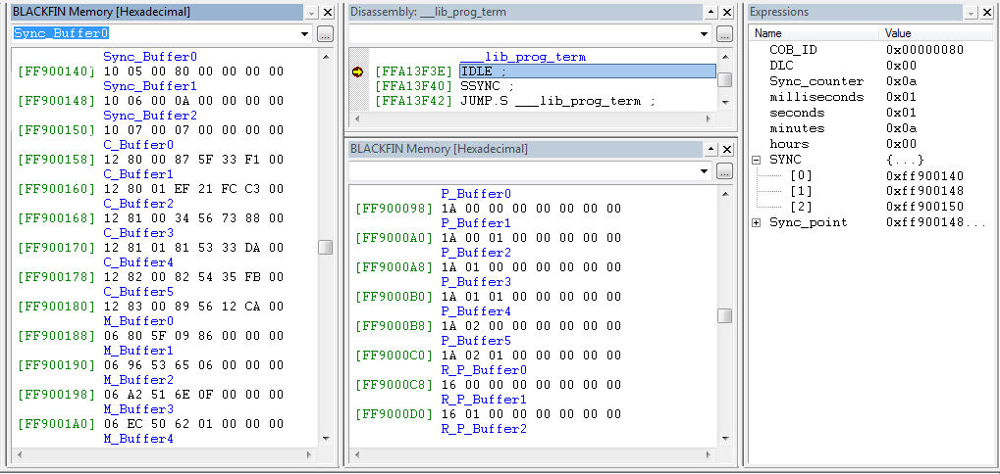 BLACKFIN Memory [Hexadecimal]
Sync_Buffer0
...
Sync_Buffer0
[FF900140] 10 05 00 80 00 00 00 00
Sync_Buffer1
[FF900148] 10 06 00 0A 00 00 00 00
Sync_Buffer2
[FF900150] 10 07 00 07 00 00 00 00
C_Buffer0
[FF900158] 12 80 00 87 5F 33 F1 00
C_Buffer1
[FF900160] 12 80 01 EF 21 FC C3 00
C_Buffer2
[FF900168] 12 81 00 34 56 73 88 00
C_Buffer3
[FF900170] 12 81 01 81 53 33 DA 00
C_Buffer4
[FF900178] 12 82 00 82 54 35 FB 00
C_Buffer5
[FF900180] 12 83 00 89 56 12 CA 00
M_Buffer0
[FF900188] 06 80 5F 09 86 00 00 00
M_Buffer1
[FF900190] 06 96 53 65 06 00 00 00
M_Buffer2
[FF900198] 06 A2 51 6E 0F 00 00 00
M_Buffer3
[FF9001A0] 06 EC 50 62 01 00 00 00
M_Buffer4
Disassembly: ___lib_prog_term
...
___lib_prog_term
[FFA13F3E] IDLE ;
[FFA13F40] SSYNC ;
[FFA13F42] JUMP.S ___lib_prog_term ;
BLACKFIN Memory [Hexadecimal]
...
P_Buffer0
[FF900098] 1A 00 00 00 00 00 00 00
P_Buffer1
[FF9000A0] 1A 00 01 00 00 00 00 00
P_Buffer2
[FF9000A8] 1A 01 00 00 00 00 00 00
P_Buffer3
[FF9000B0] 1A 01 01 00 00 00 00 00
P_Buffer4
[FF9000B8] 1A 02 00 00 00 00 00 00
P_Buffer5
[FF9000C0] 1A 02 01 00 00 00 00 00
R_P_Buffer0
[FF9000C8] 16 00 00 00 00 00 00 00
R_P_Buffer1
[FF9000D0] 16 01 00 00 00 00 00 00
R_P_Buffer2
Expressions
Name Value
COB_ID 0x00000080
DLC 0x00
Sync_counter 0x0a
milliseconds 0x01
seconds 0x01
minutes 0x0a
hours 0x00
SYNC {...}
[0] 0xff900140
[1] 0xff900148
[2] 0xff900150
Sync_point 0xff900148...